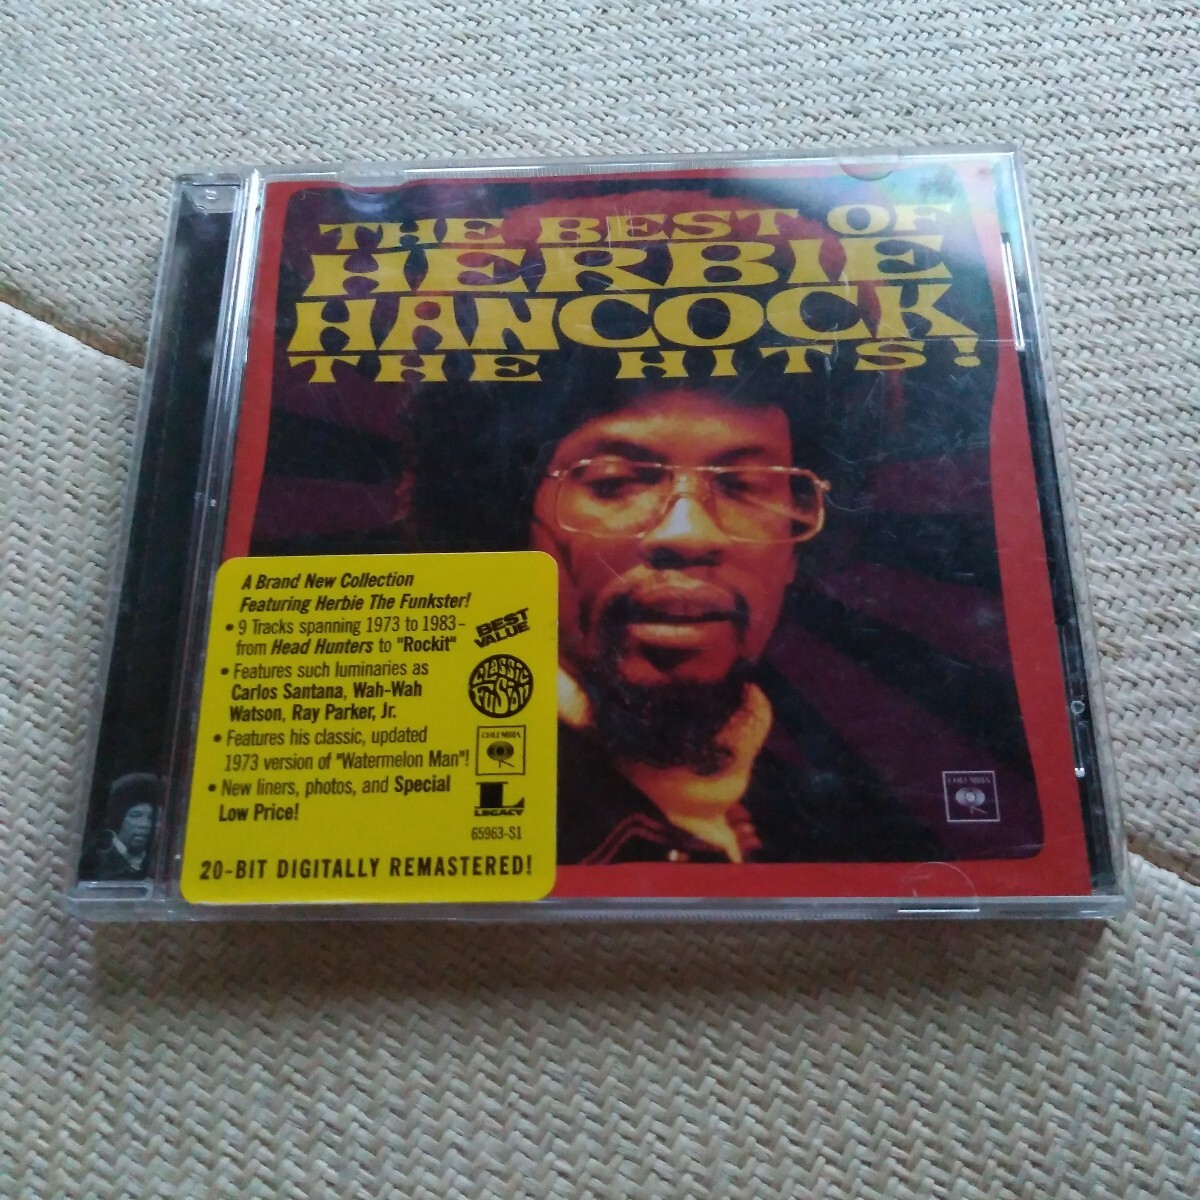 THE BEST OF
HERBIE
HANCOCK
THE HITS!
A Brand New Collection
Featuring Herbie The Funkster!
• 9 Tracks spanning 1973 to 1983–
from Head Hunters to "Rockit"
• Features such luminaries as
Carlos Santana, Wah-Wah
Watson, Ray Parker, Jr.
• Features his classic, updated
1973 version of "Watermelon Man"!
• New liners, photos, and Special
Low Price!
BEST
VALUE
CLASSIC
FUSION
COLUMBIA
L
LEGACY
65963-S1
20-BIT DIGITALLY REMASTERED!
COLUMBIA